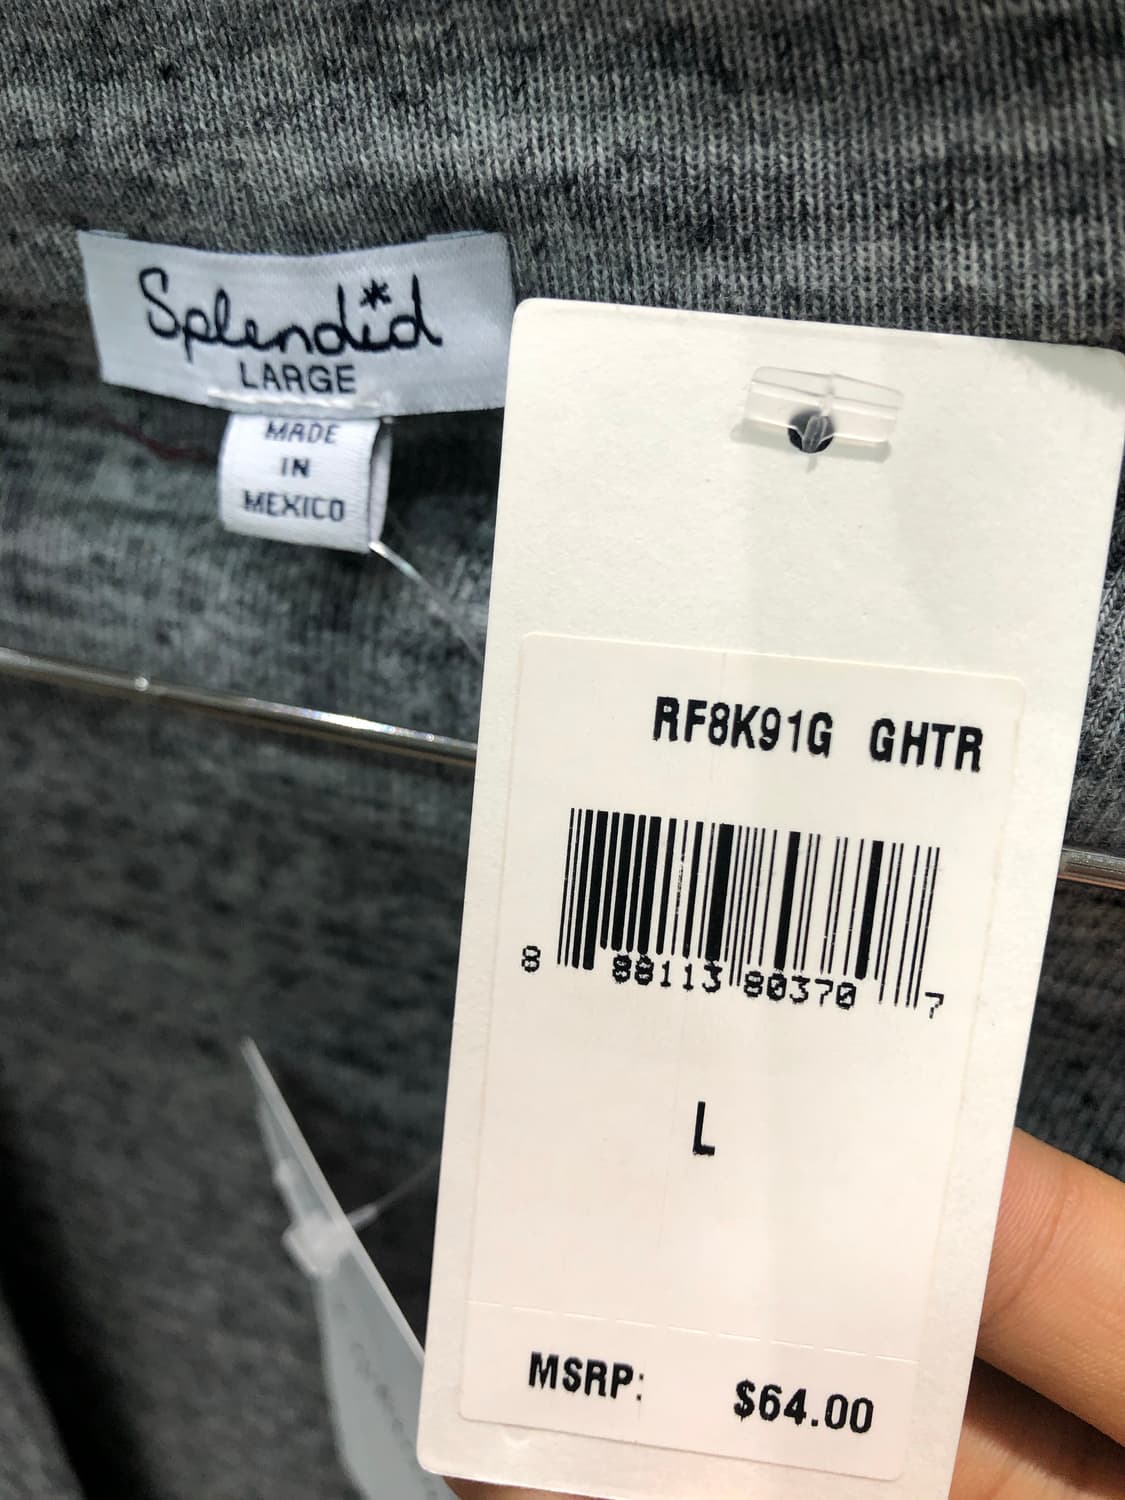 Splendid
LARGE
MADE
IN
MEXICO
RF8K91G GHTR
8 88113 80370 7
L
MSRP: $64.00